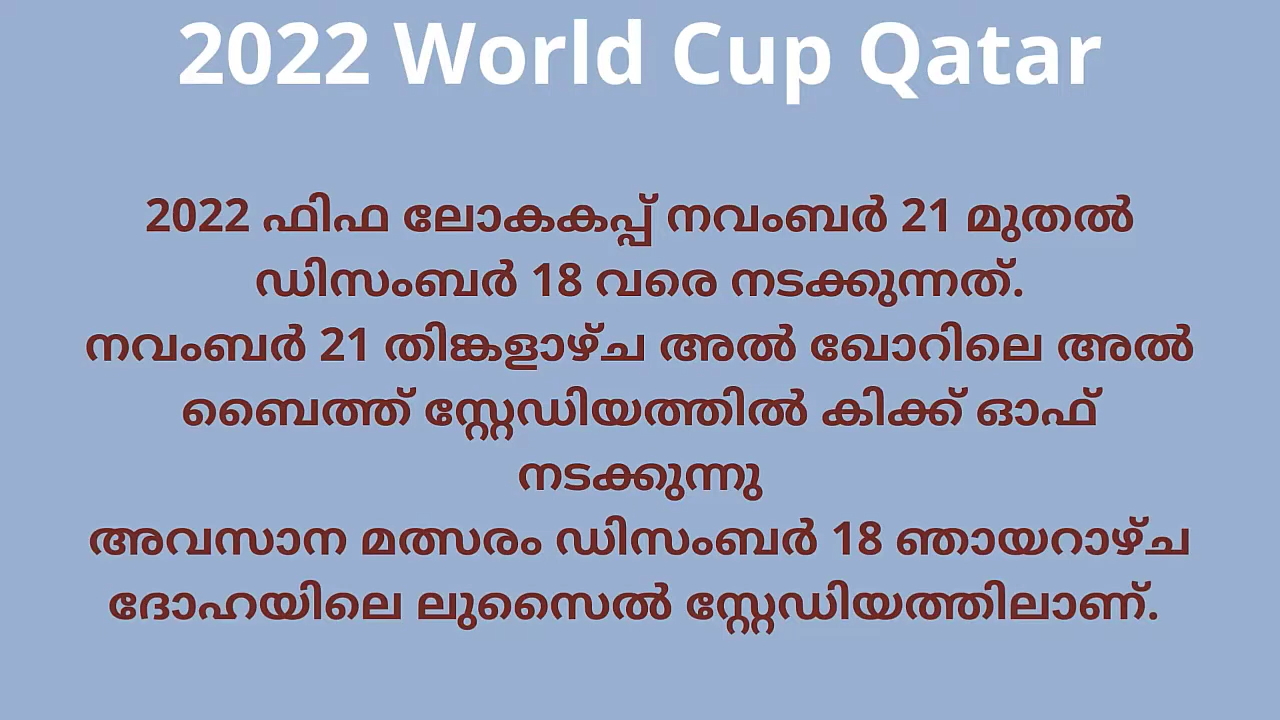 2022 World Cup Qatar
2022 ഫിഫ ലോകകപ്പ് നവംബർ 21 മുതൽ
ഡിസംബർ 18 വരെ നടക്കുന്നത്.
നവംബർ 21 തിങ്കളാഴ്ച അൽ ഖോറിലെ അൽ
ബൈത്ത് സ്റ്റേഡിയത്തിൽ കിക്ക് ഓഫ്
നടക്കുന്നു
അവസാന മത്സരം ഡിസംബർ 18 ഞായറാഴ്ച
ദോഹയിലെ ലുസൈൽ സ്റ്റേഡിയത്തിലാണ്.